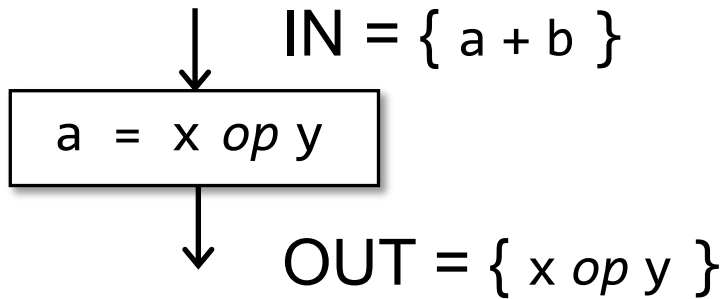 IN = { a + b }
a = x op y
OUT = { x op y }